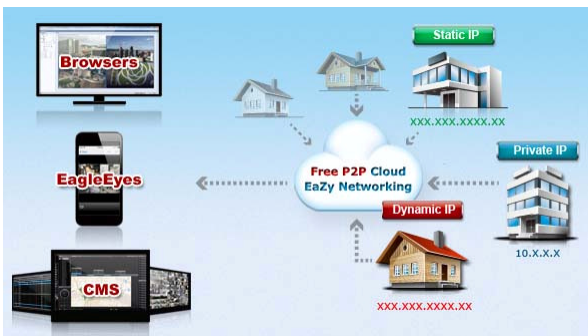 Browsers
Static IP
XXX.XXX.XXXX.XX
Private IP
Free P2P Cloud
EaZy Networking
EagleEyes
Dynamic IP
10.X.X.X
CMS
XXX.XXX.XXXX.XX